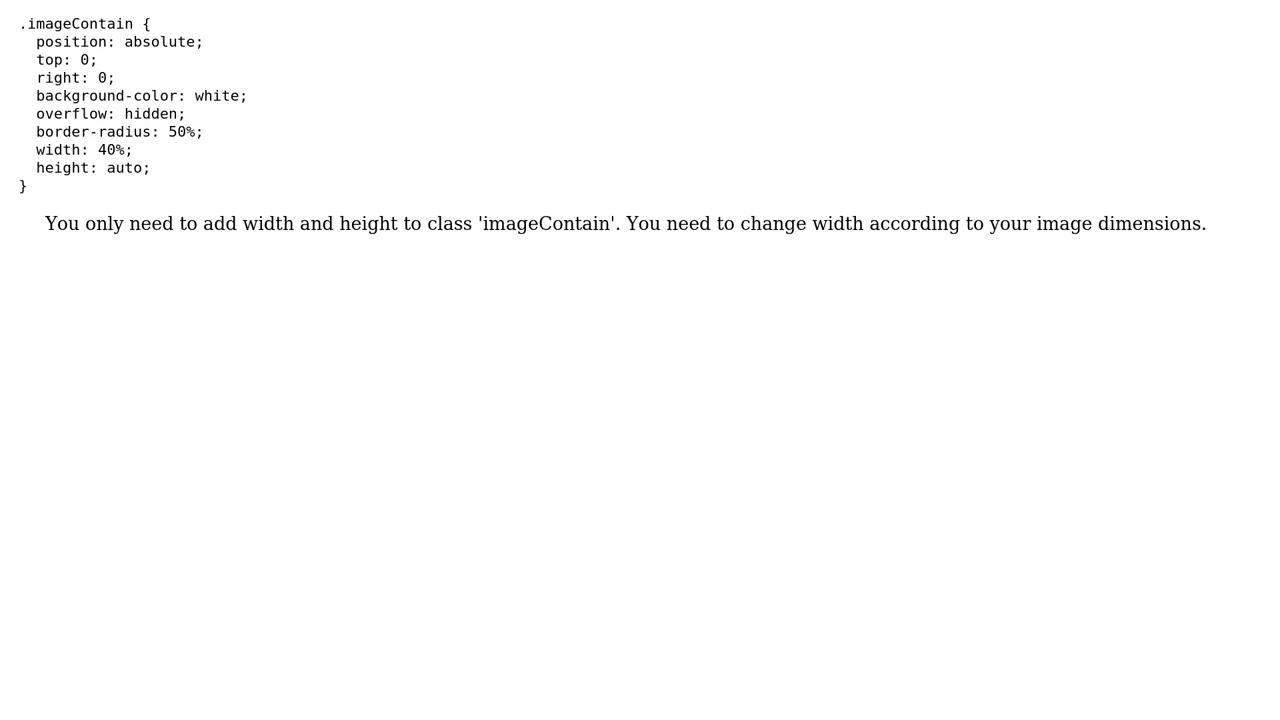 .imageContain {
  position: absolute;
  top: 0;
  right: 0;
  background-color: white;
  overflow: hidden;
  border-radius: 50%;
  width: 40%;
  height: auto;
}
You only need to add width and height to class 'imageContain'. You need to change width according to your image dimensions.